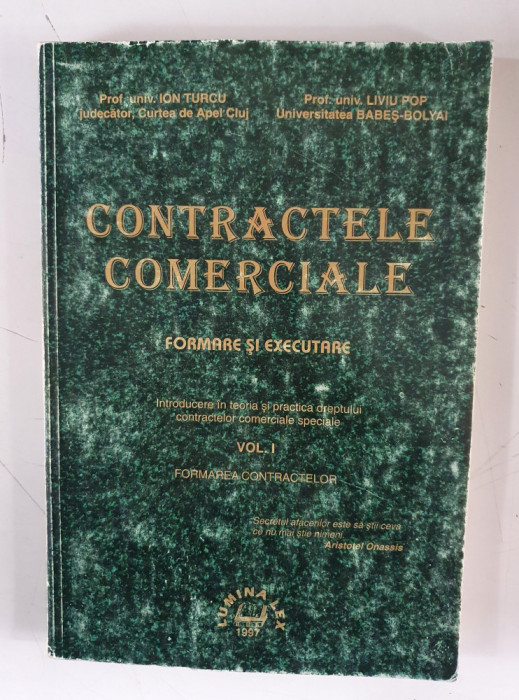 Prof. univ. ION TURCU
judecător, Curtea de Apel Cluj
Prof. univ. LIVIU POP
Universitatea BABEŞ-BOLYAI
CONTRACTELE
COMERCIALE
FORMARE ŞI EXECUTARE
Introducere în teoria şi practica dreptului
contractelor comerciale speciale
VOL. I
FORMAREA CONTRACTELOR
Secretul afacerilor este să ştii ceva
ce nu mai ştie nimeni.
Aristotel Onassis
LUMINA LEX
1997